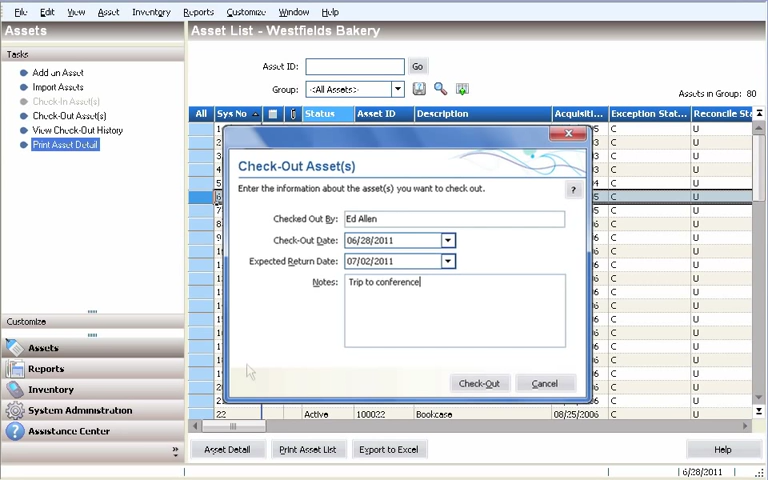 File Edit View Asset Inventory Reports Customize Window Help
Assets
Asset List - Westfields Bakery
Tasks
Add an Asset
Import Assets
Check-In Asset(s)
Check-Out Asset(s)
View Check-Out History
Print Asset Detail
Asset ID: Go
Group: <All Assets>
Assets in Group: 80
All Sys No Status Asset ID Description Acquisiti... Exception Stat... Reconcile Sta
Check-Out Asset(s)
Enter the information about the asset(s) you want to check out.
?
Checked Out By: Ed Allen
Check-Out Date: 06/28/2011
Expected Return Date: 07/02/2011
Notes: Trip to conference
Check-Out Cancel
22 Active 100022 Bookcase 08/25/2006 C U
Customize
Assets
Reports
Inventory
System Administration
Assistance Center
Asset Detail Print Asset List Export to Excel Help
6/28/2011